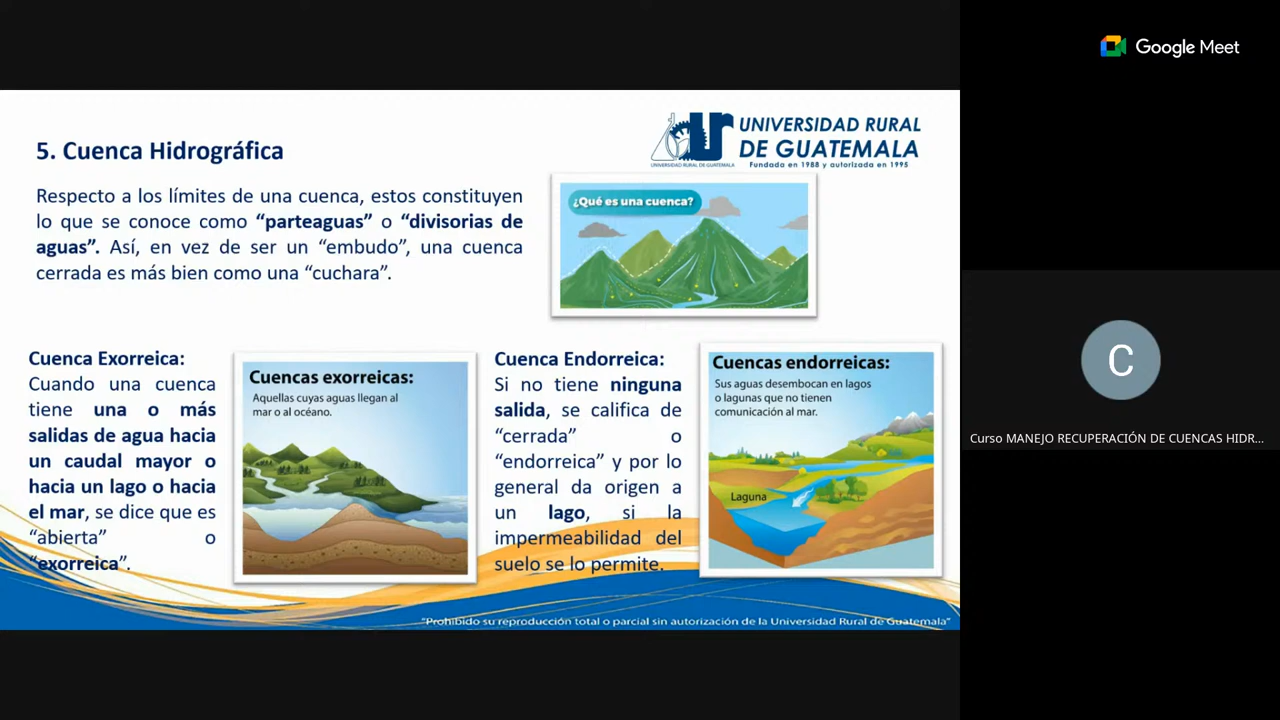 Google Meet
UNIVERSIDAD RURAL
DE GUATEMALA
Fundada en 1988 y autorizada en 1995
UNIVERSIDAD RURAL DE GUATEMALA
5. Cuenca Hidrográfica
Respecto a los límites de una cuenca, estos constituyen
lo que se conoce como “parteaguas” o “divisorias de
aguas”. Así, en vez de ser un “embudo”, una cuenca
cerrada es más bien como una “cuchara”.
¿Qué es una cuenca?
Cuenca Exorreica:
Cuando una cuenca
tiene una o más
salidas de agua hacia
un caudal mayor o
hacia un lago o hacia
el mar, se dice que es
“abierta” o
“exorreica”.
Cuencas exorreicas:
Aquellas cuyas aguas llegan al
mar o al océano.
Cuenca Endorreica:
Si no tiene ninguna
salida, se califica de
“cerrada” o
“endorreica” y por lo
general da origen a
un lago, si la
impermeabilidad del
suelo se lo permite.
Cuencas endorreicas:
Sus aguas desembocan en lagos
o lagunas que no tienen
comunicación al mar.
Laguna
“Prohibido su reproducción total o parcial sin autorización de la Universidad Rural de Guatemala”
C
Curso MANEJO RECUPERACIÓN DE CUENCAS HIDR...